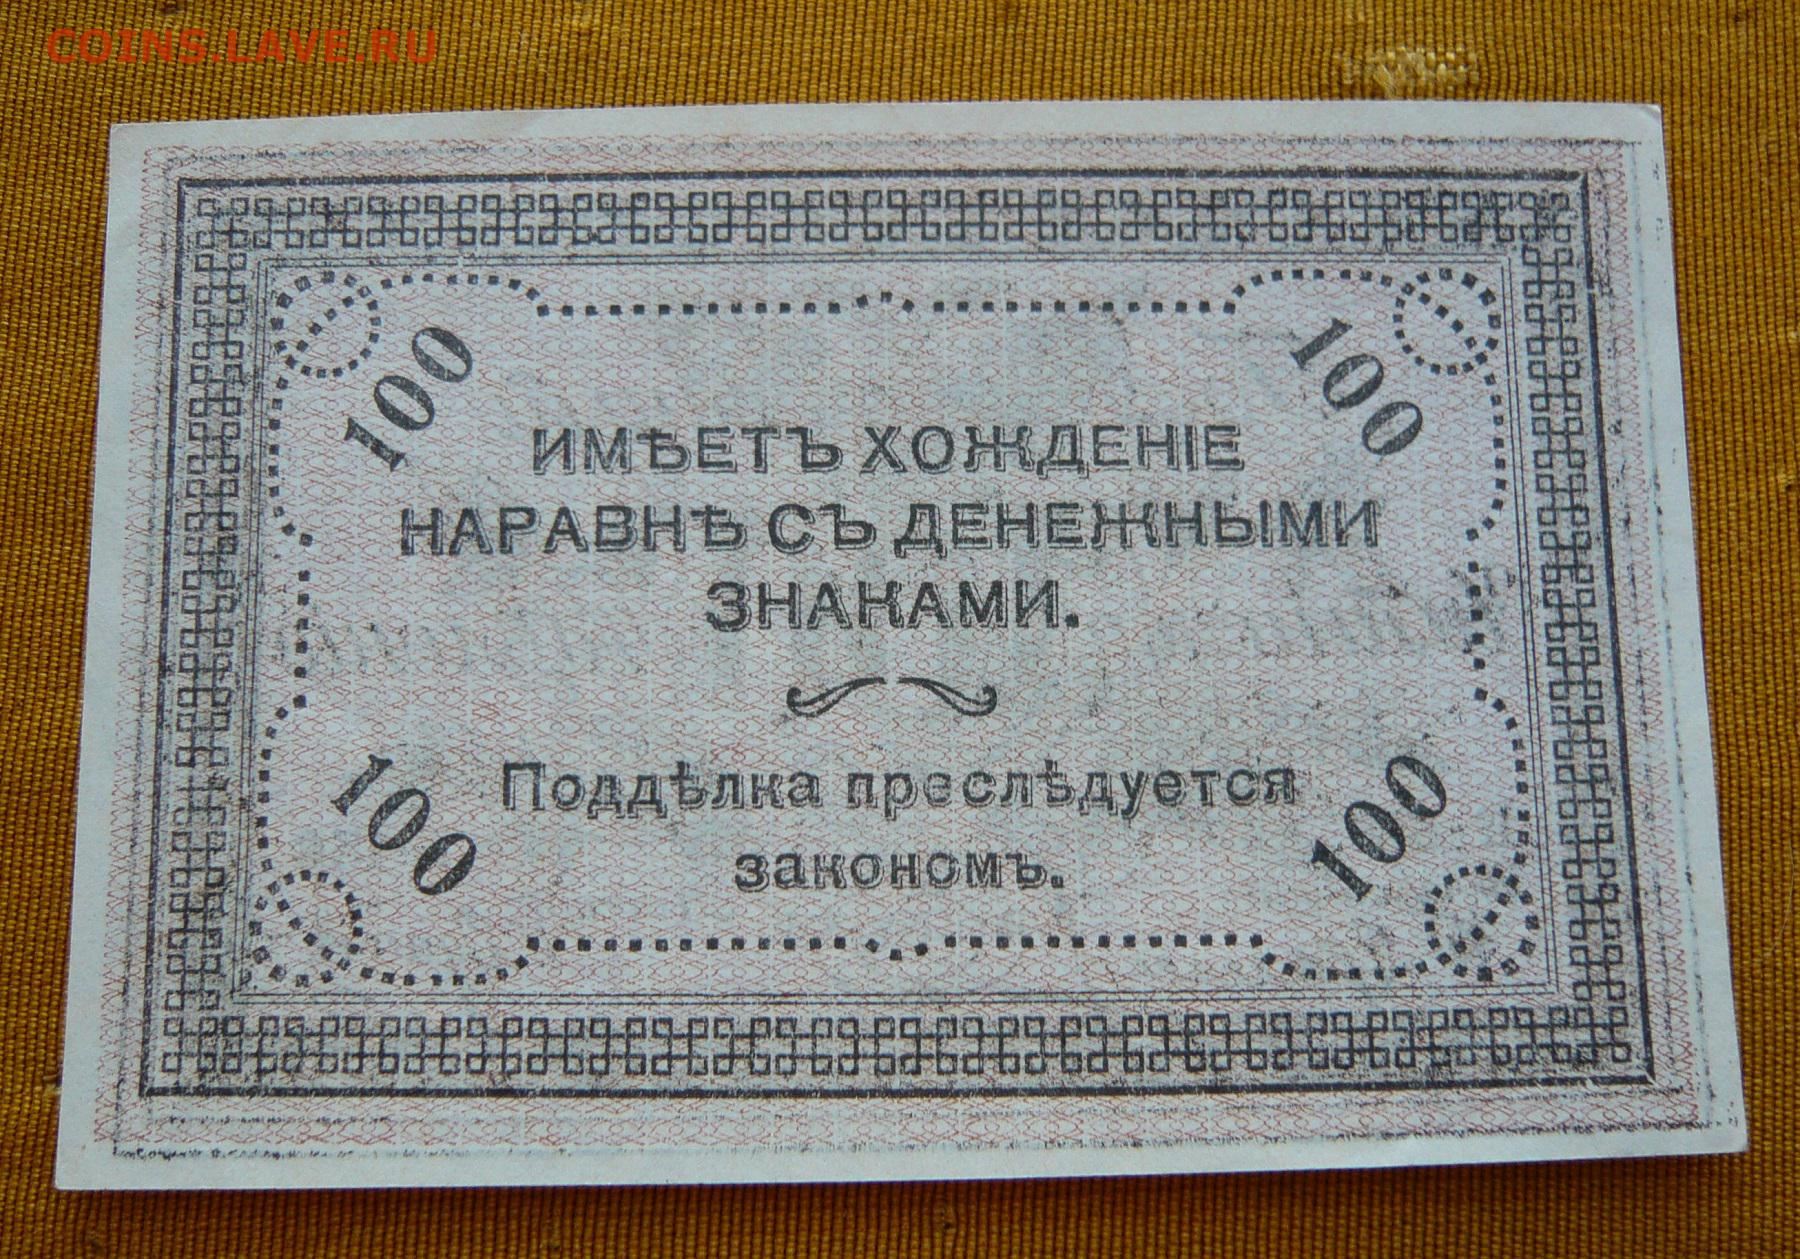 COINS.LAVE.RU
100
100
ИМѢЕТЪ ХОЖДЕНІЕ
НАРАВНѢ СЪ ДЕНЕЖНЫМИ
ЗНАКАМИ.
Поддѣлка преслѣдуется
закономъ.
100
100